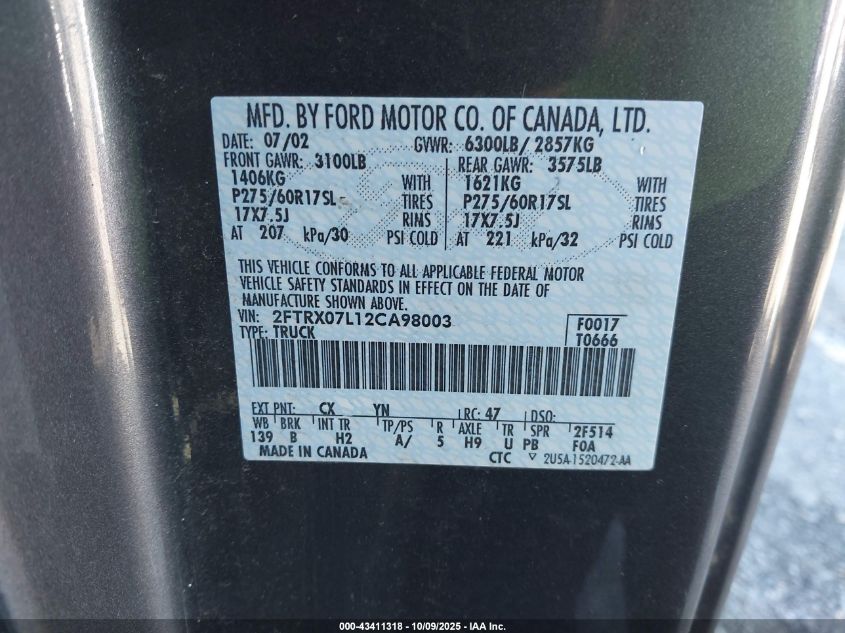 MFD. BY FORD MOTOR CO. OF CANADA, LTD.
DATE: 07/02 GVWR: 6300LB/ 2857KG
FRONT GAWR: 3100LB REAR GAWR: 3575LB
1406KG WITH 1621KG WITH
P275/60R17SL TIRES P275/60R17SL TIRES
17X7.5J RIMS 17X7.5J RIMS
AT 207 kPa/30 PSI COLD AT 221 kPa/32 PSI COLD
THIS VEHICLE CONFORMS TO ALL APPLICABLE FEDERAL MOTOR
VEHICLE SAFETY STANDARDS IN EFFECT ON THE DATE OF
MANUFACTURE SHOWN ABOVE.
VIN: 2FTRX07L12CA98003 F0017
TYPE: TRUCK T0666
EXT PNT: CX YN RC: 47 DSO:
WB BRK INT TR TP/PS R AXLE TR SPR 2F514
139 B H2 A/ 5 H9 U PB F0A
MADE IN CANADA CTC ▽ 2U5A-1520472-AA
000-43411318 - 10/09/2025 - IAA Inc.